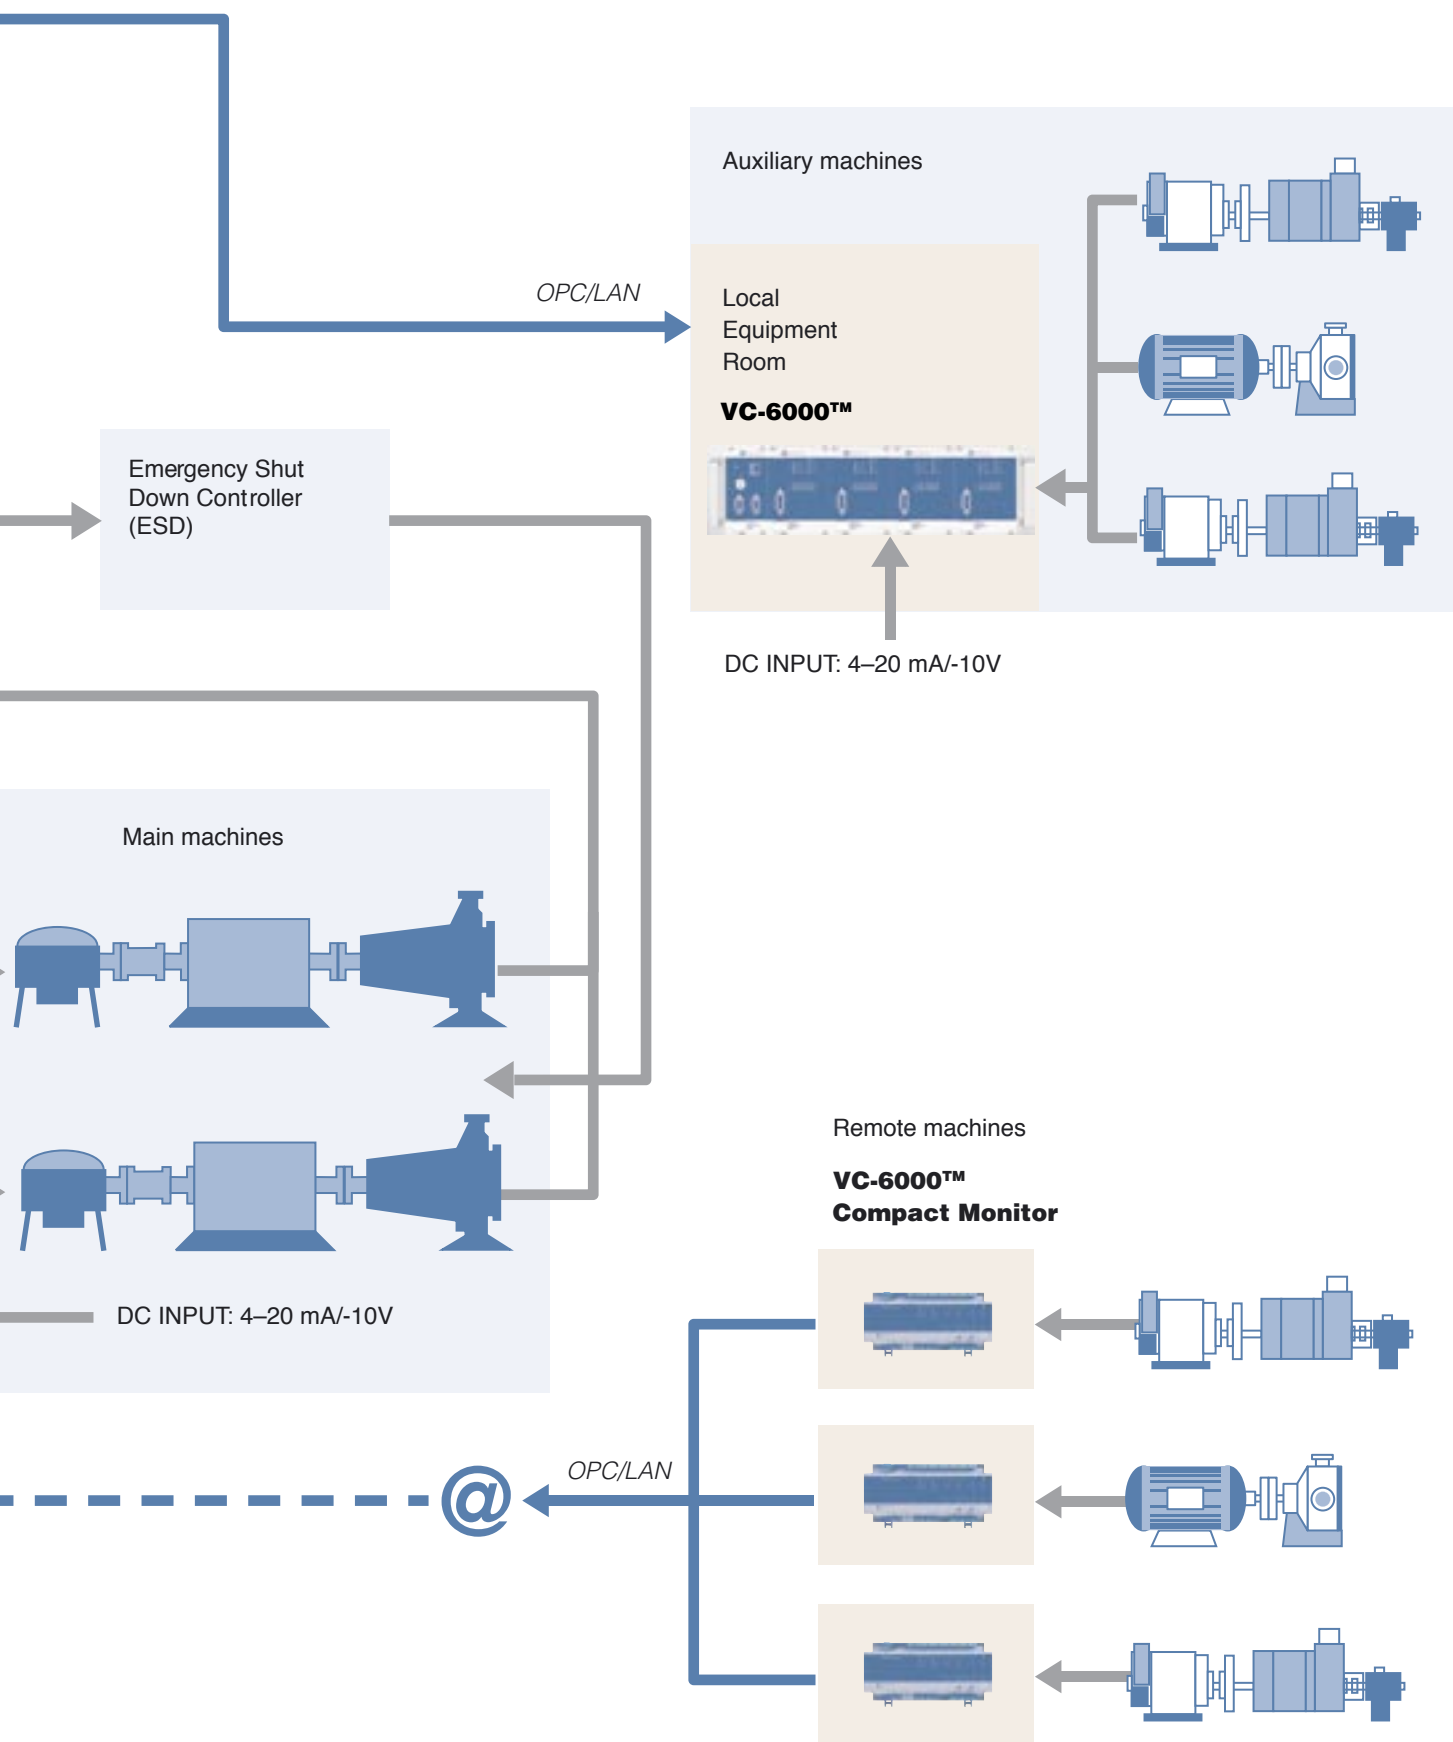 Auxiliary machines
OPC/LAN
Local
Equipment
Room
VC-6000™
Emergency Shut
Down Controller
(ESD)
DC INPUT: 4–20 mA/-10V
Main machines
Remote machines
VC-6000™
Compact Monitor
DC INPUT: 4–20 mA/-10V
OPC/LAN
@